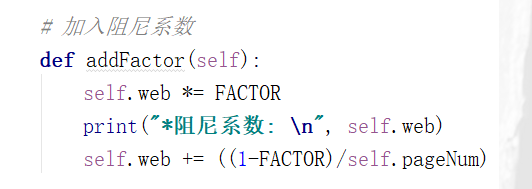 # 加入阻尼系数
def addFactor(self):
self.web *= FACTOR
print("*阻尼系数: \n", self.web)
self.web += ((1-FACTOR)/self.pageNum)